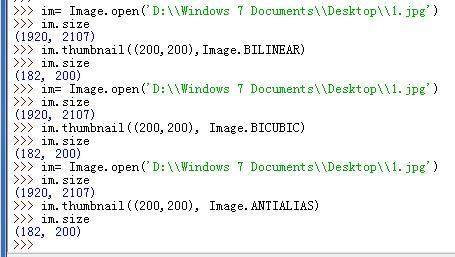 >>> im= Image.open('D:\\Windows 7 Documents\\Desktop\\1.jpg')
>>> im.size
(1920, 2107)
>>> im.thumbnail((200,200),Image.BILINEAR)
>>> im.size
(182, 200)
>>> im= Image.open('D:\\Windows 7 Documents\\Desktop\\1.jpg')
>>> im.size
(1920, 2107)
>>> im.thumbnail((200,200), Image.BICUBIC)
>>> im.size
(182, 200)
>>> im= Image.open('D:\\Windows 7 Documents\\Desktop\\1.jpg')
>>> im.size
(1920, 2107)
>>> im.thumbnail((200,200), Image.ANTIALIAS)
>>> im.size
(182, 200)
>>>